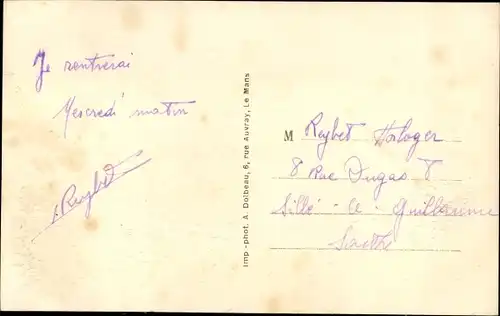 Je rentrerai
Mercredi matin
Reybet
Imp.-phot. A. Dolbeau, 6, rue Auvray, Le Mans
M Reybet Horloger
8 Rue Dugas 8
Sillé-le-Guillaume
Sarthe